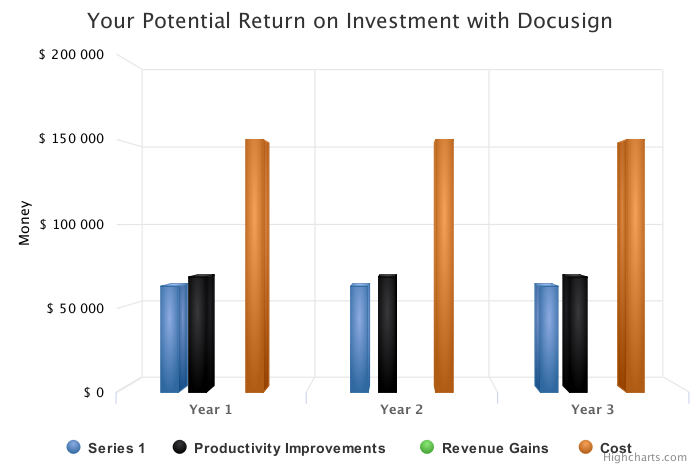 Your Potential Return on Investment with Docusign
$ 200 000
$ 150 000
$ 100 000
$ 50 000
$ 0
Money
Year 1
Year 2
Year 3
Series 1
Productivity Improvements
Revenue Gains
Cost
Highcharts.com